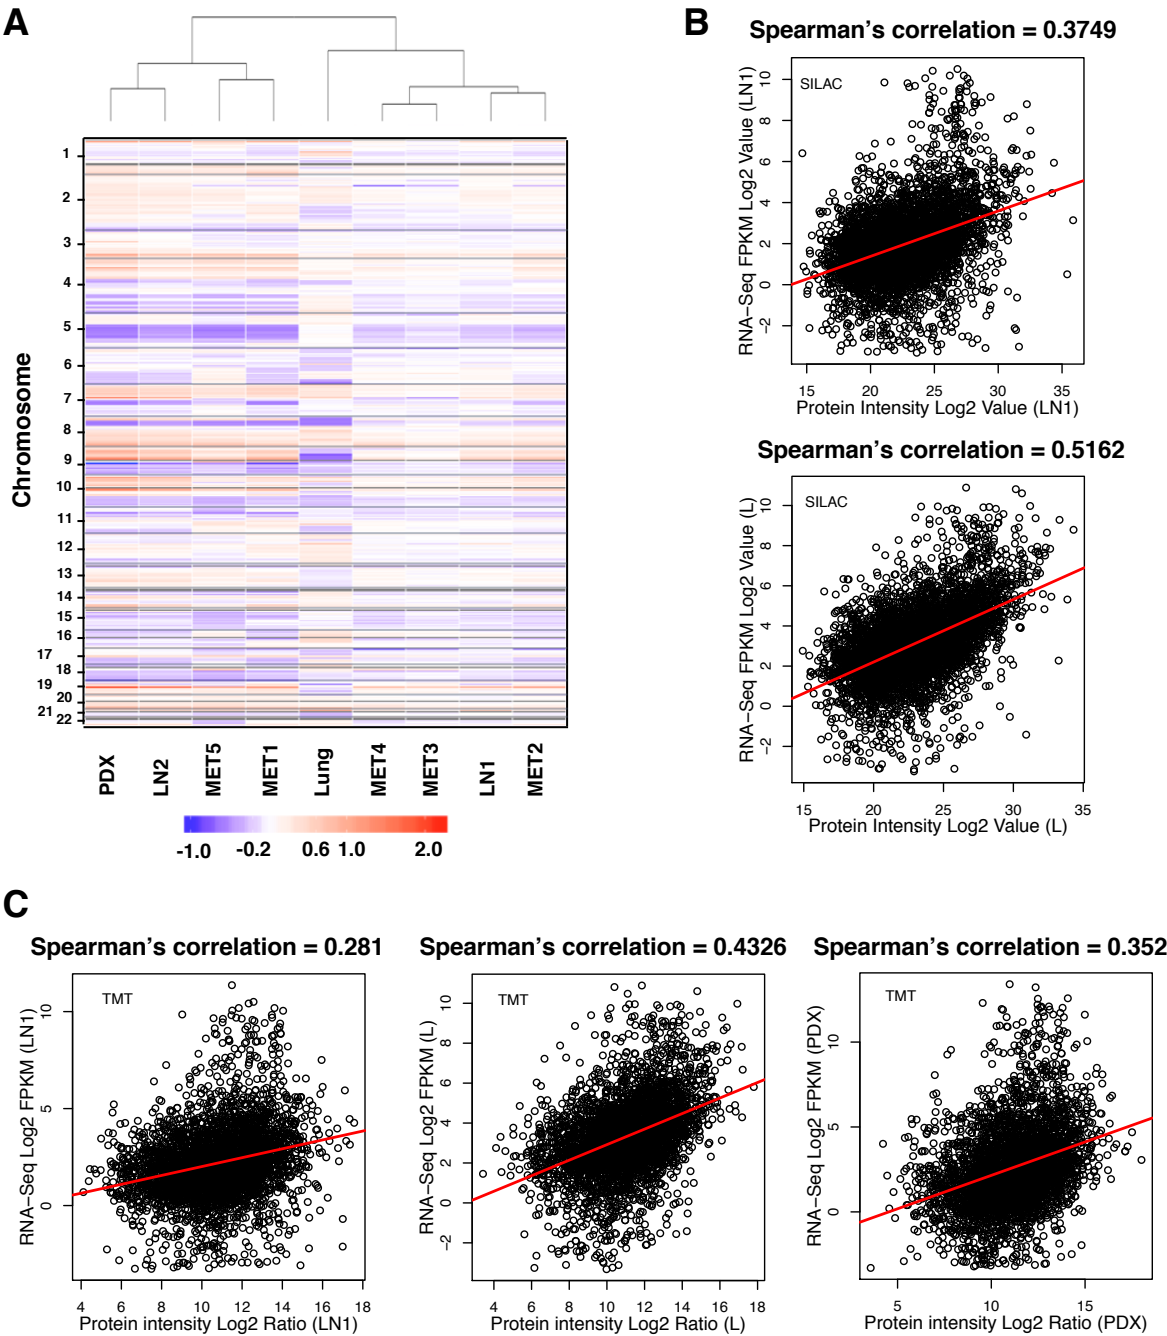 A
Chromosome
1
2
3
4
5
6
7
8
9
10
11
12
13
14
15
16
17
18
19
20
21
22
PDX
LN2
MET5
MET1
Lung
MET4
MET3
LN1
MET2
-1.0 -0.2 0.6 1.0 2.0
B
Spearman's correlation = 0.3749
SILAC
RNA−Seq FPKM Log2 Value (LN1)
10
8
6
4
2
0
−2
15 20 25 30 35
Protein Intensity Log2 Value (LN1)
Spearman's correlation = 0.5162
SILAC
RNA−Seq FPKM Log2 Value (L)
10
8
6
4
2
0
−2
15 20 25 30 35
Protein Intensity Log2 Value (L)
C
Spearman's correlation = 0.281
TMT
RNA−Seq Log2 FPKM (LN1)
10
5
0
4 6 8 10 12 14 16 18
Protein intensity Log2 Ratio (LN1)
Spearman's correlation = 0.4326
TMT
RNA−Seq Log2 FPKM (L)
10
8
6
4
2
0
−2
4 6 8 10 12 14 16 18
Protein intensity Log2 Ratio (L)
Spearman's correlation = 0.352
TMT
RNA−Seq Log2 FPKM (PDX)
10
5
0
5 10 15
Protein intensity Log2 Ratio (PDX)